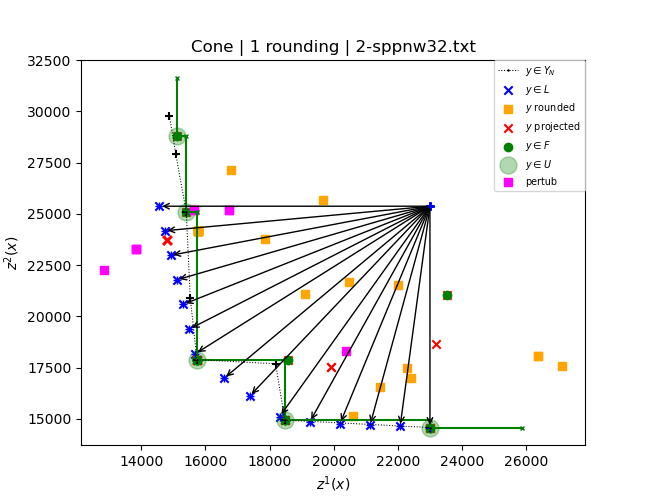 Cone | 1 rounding | 2-sppnw32.txt
32500
30000
27500
25000
22500
20000
17500
15000
z²(x)
14000 16000 18000 20000 22000 24000 26000
z¹(x)
y ∈ Y_N
y ∈ L
y rounded
y projected
y ∈ F
y ∈ U
pertub